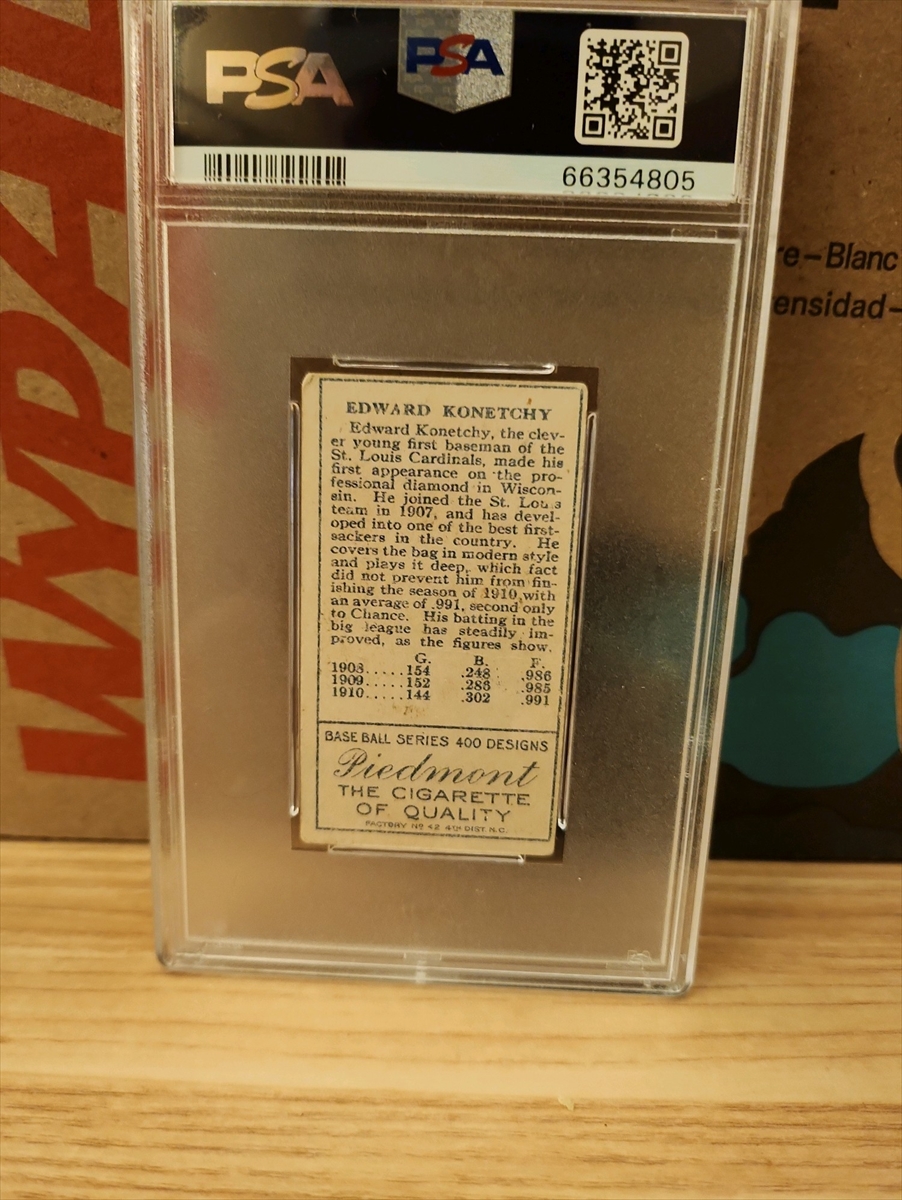 PSA
PSA
66354805
EDWARD KONETCHY
Edward Konetchy, the clev-
er young first baseman of the
St. Louis Cardinals, made his
first appearance on the pro-
fessional diamond in Wiscon-
sin. He joined the St. Lou s
team in 1907, and has devel-
oped into one of the best first-
sackers in the country. He
covers the bag in modern style
and plays it deep, which fact
did not prevent him from fin-
ishing the season of 1910, with
an average of .991, second only
to Chance. His batting in the
big league has steadily im-
proved, as the figures show.
G. B. F.
1908.....154 .248 .986
1909.....152 .286 .985
1910.....144 .302 .991
BASE BALL SERIES 400 DESIGNS
Piedmont
THE CIGARETTE
OF QUALITY
FACTORY No 42 4TH DIST. N.C.
re–Blanc
ensidad–
WYPALL